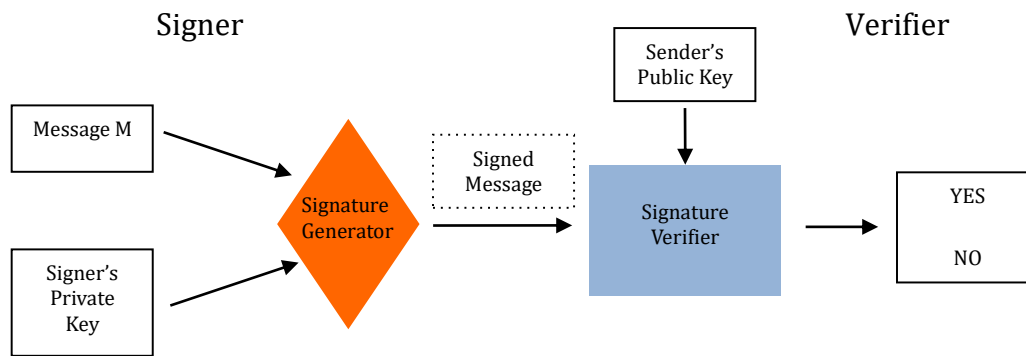 Signer
Verifier
Sender’s
Public Key
Message M
Signed
Message
Signature
Generator
Signature
Verifier
YES
NO
Signer’s
Private
Key